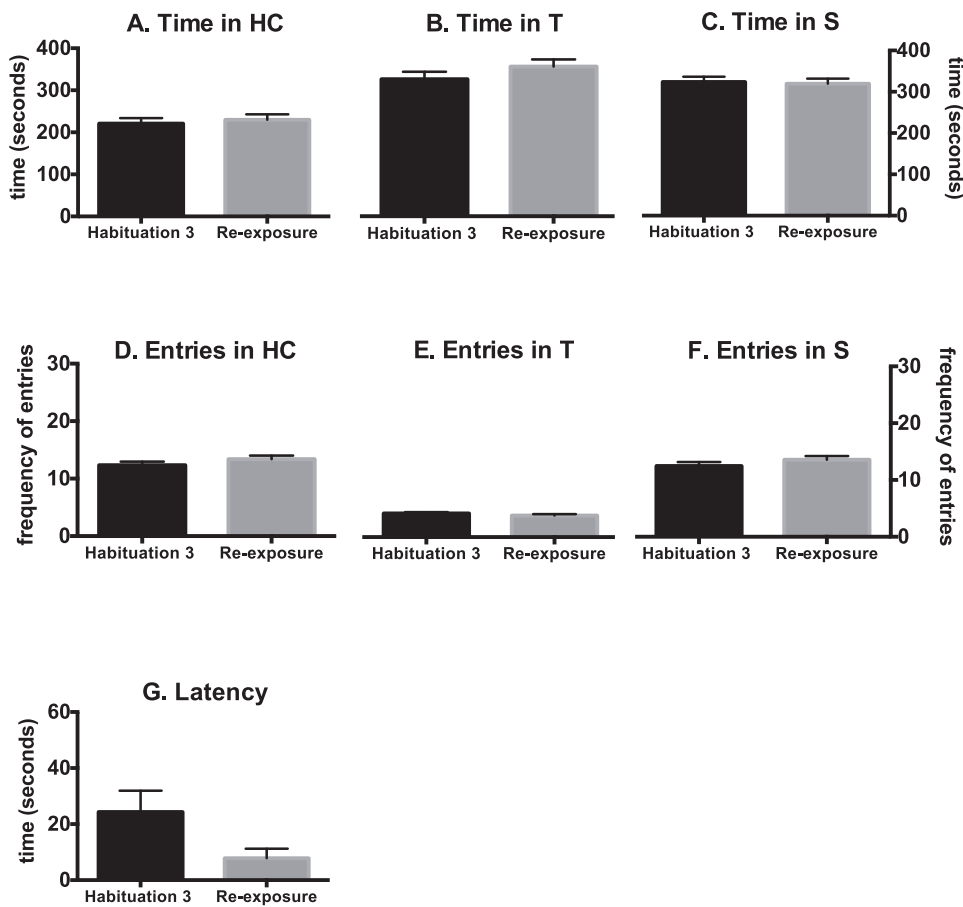 A. Time in HC
B. Time in T
C. Time in S
time (seconds)
400
300
200
100
0
400
300
200
100
0
time (seconds)
Habituation 3 Re-exposure
Habituation 3 Re-exposure
Habituation 3 Re-exposure
D. Entries in HC
E. Entries in T
F. Entries in S
frequency of entries
30
20
10
0
30
20
10
0
frequency of entries
Habituation 3 Re-exposure
Habituation 3 Re-exposure
Habituation 3 Re-exposure
G. Latency
time (seconds)
60
40
20
0
Habituation 3 Re-exposure